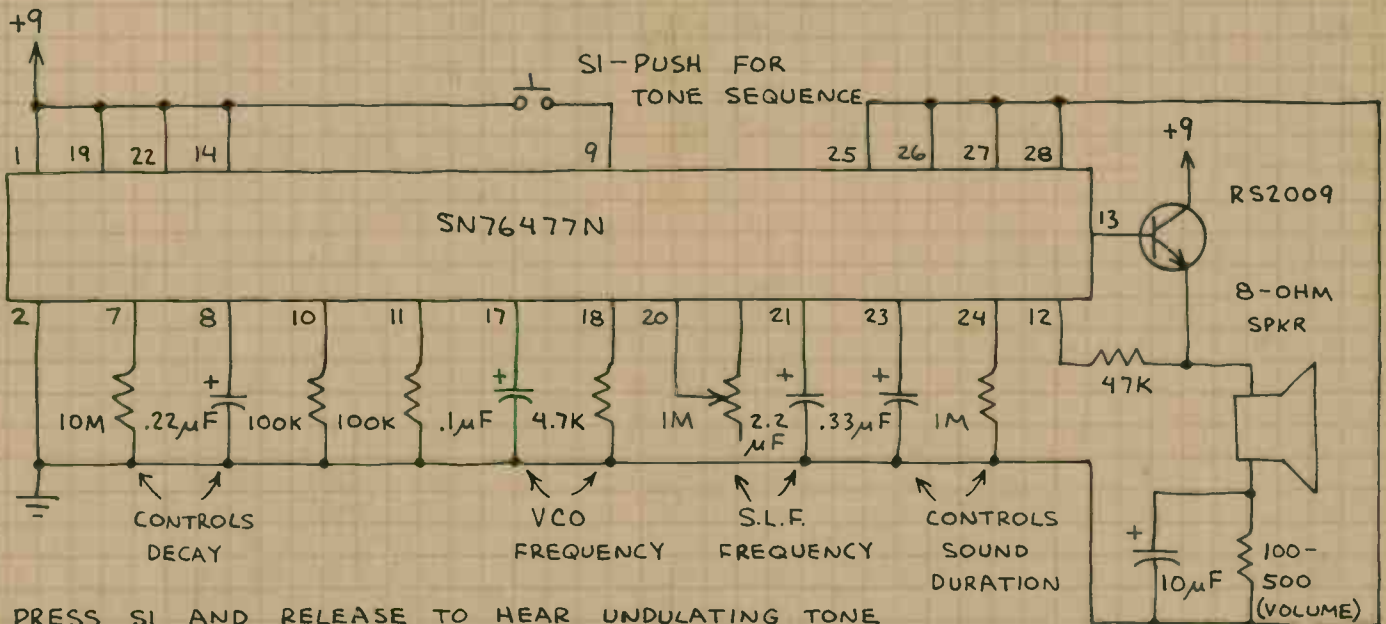 +9
S1-PUSH FOR
TONE SEQUENCE
+9
1 19 22 14 9 25 26 27 28
RS2009
SN76477N
13
8-OHM
SPKR
2 7 8 10 11 17 18 20 21 23 24 12
+ + + +
47K
10M .22µF 100K 100K .1µF 4.7K 1M 2.2 µF .33µF 1M
CONTROLS
DECAY
VCO
FREQUENCY
S.L.F.
FREQUENCY
CONTROLS
SOUND
DURATION
+
10µF
100-
500
(VOLUME)
PRESS S1 AND RELEASE TO HEAR UNDULATING TONE